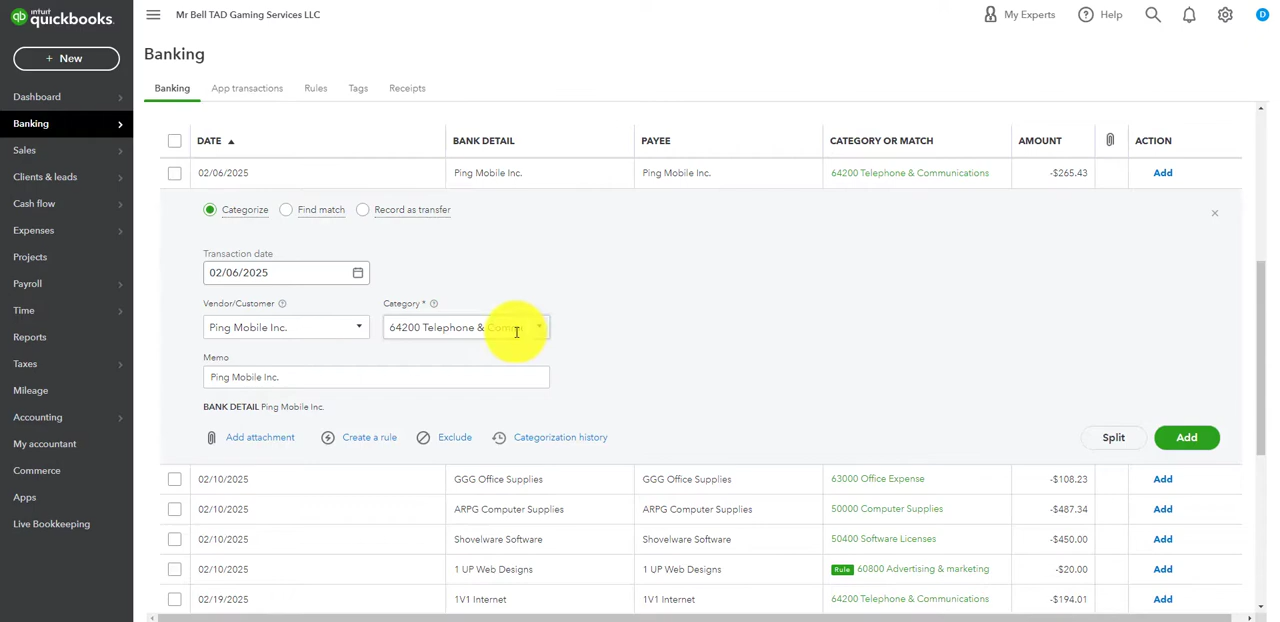 intuit
quickbooks.
Mr Bell TAD Gaming Services LLC
My Experts
Help
D
+ New
Banking
Dashboard
Banking
Sales
Clients & leads
Cash flow
Expenses
Projects
Payroll
Time
Reports
Taxes
Mileage
Accounting
My accountant
Commerce
Apps
Live Bookkeeping
Banking App transactions Rules Tags Receipts
DATE BANK DETAIL PAYEE CATEGORY OR MATCH AMOUNT ACTION
02/06/2025 Ping Mobile Inc. Ping Mobile Inc. 64200 Telephone & Communications -$265.43 Add
Categorize Find match Record as transfer
Transaction date
02/06/2025
Vendor/Customer Category *
Ping Mobile Inc. 64200 Telephone & Comm
Memo
Ping Mobile Inc.
BANK DETAIL Ping Mobile Inc.
Add attachment Create a rule Exclude Categorization history Split Add
02/10/2025 GGG Office Supplies GGG Office Supplies 63000 Office Expense -$108.23 Add
02/10/2025 ARPG Computer Supplies ARPG Computer Supplies 50000 Computer Supplies -$487.34 Add
02/10/2025 Shovelware Software Shovelware Software 50400 Software Licenses -$450.00 Add
02/10/2025 1 UP Web Designs 1 UP Web Designs Rule 60800 Advertising & marketing -$20.00 Add
02/19/2025 1V1 Internet 1V1 Internet 64200 Telephone & Communications -$194.01 Add